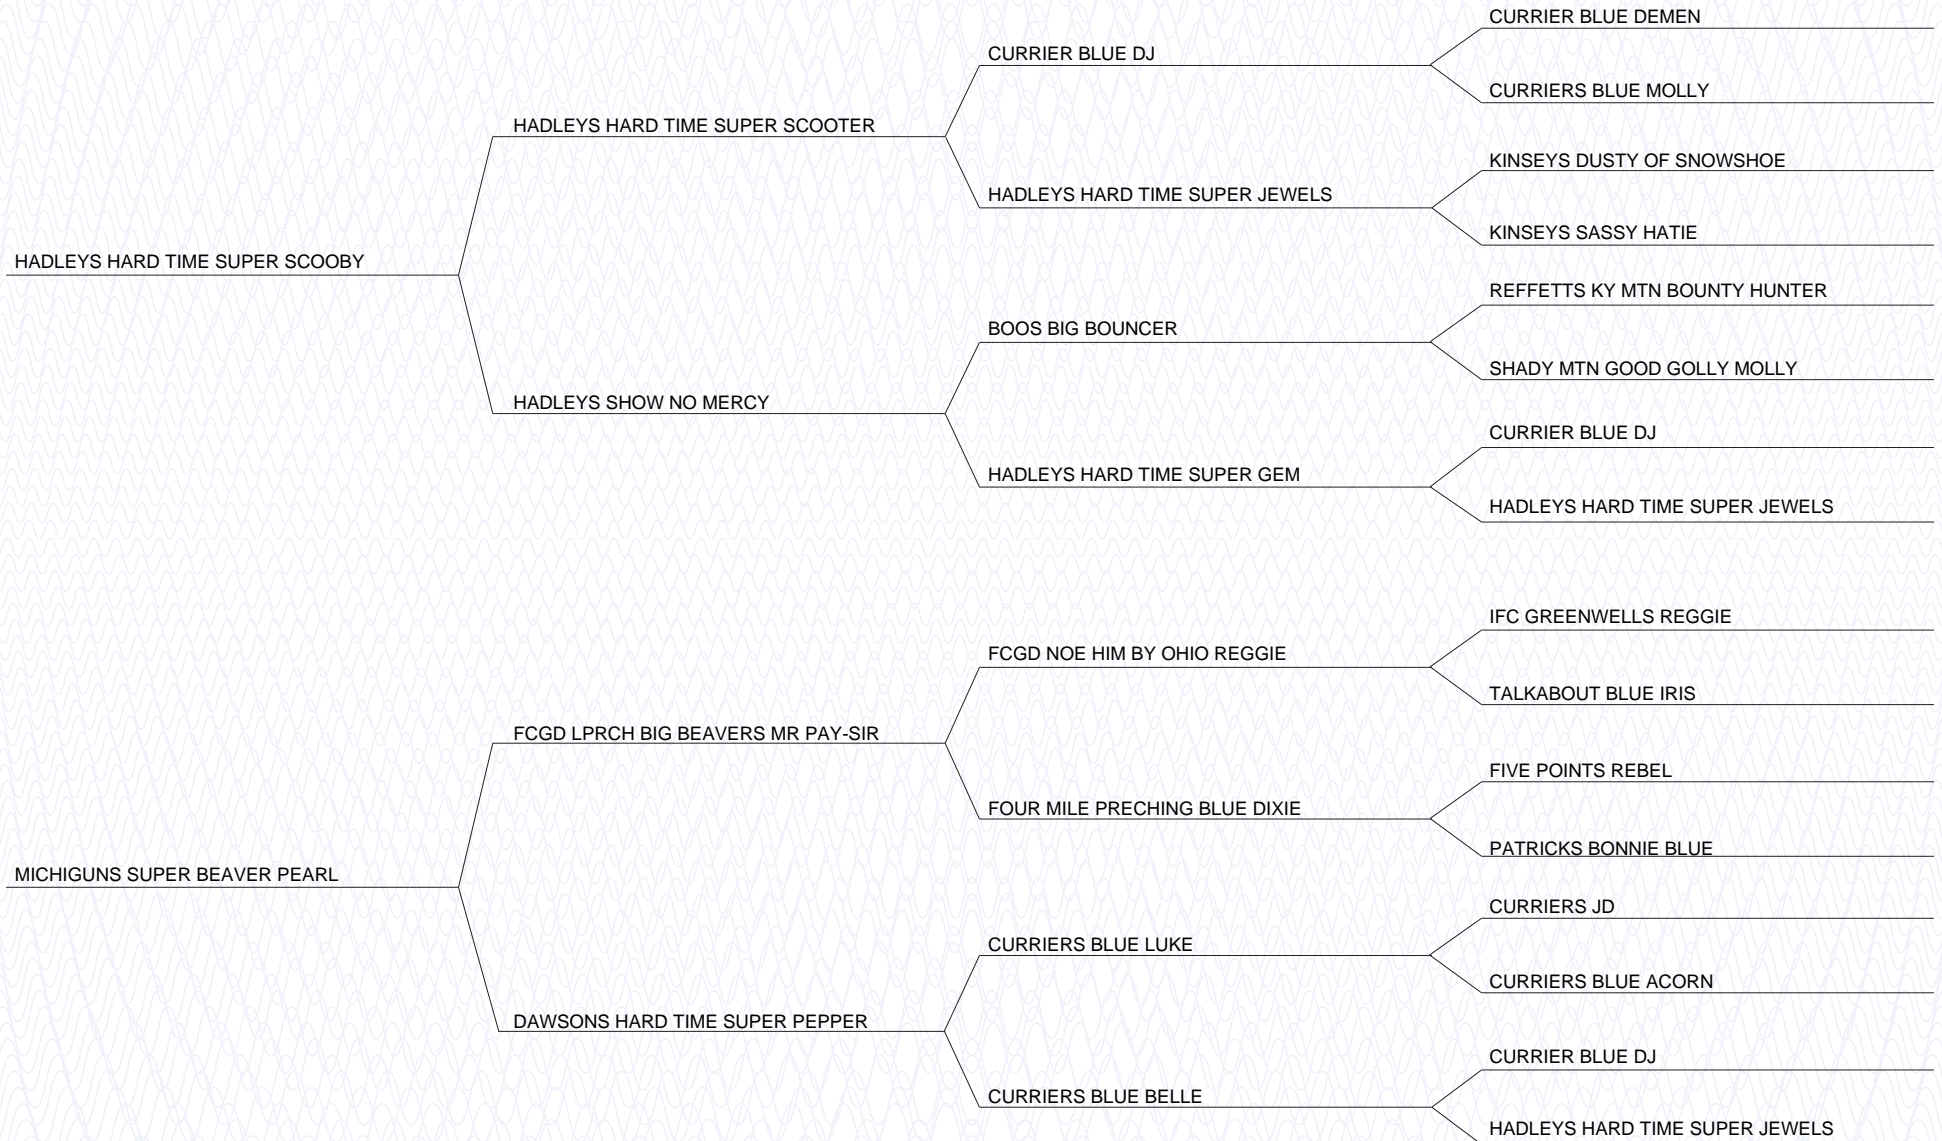 CURRIER BLUE DEMEN
CURRIER BLUE DJ
CURRIERS BLUE MOLLY
HADLEYS HARD TIME SUPER SCOOTER
KINSEYS DUSTY OF SNOWSHOE
HADLEYS HARD TIME SUPER JEWELS
KINSEYS SASSY HATIE
HADLEYS HARD TIME SUPER SCOOBY
REFFETTS KY MTN BOUNTY HUNTER
BOOS BIG BOUNCER
SHADY MTN GOOD GOLLY MOLLY
HADLEYS SHOW NO MERCY
CURRIER BLUE DJ
HADLEYS HARD TIME SUPER GEM
HADLEYS HARD TIME SUPER JEWELS
IFC GREENWELLS REGGIE
FCGD NOE HIM BY OHIO REGGIE
TALKABOUT BLUE IRIS
FCGD LPRCH BIG BEAVERS MR PAY-SIR
FIVE POINTS REBEL
FOUR MILE PRECHING BLUE DIXIE
PATRICKS BONNIE BLUE
MICHIGUNS SUPER BEAVER PEARL
CURRIERS JD
CURRIERS BLUE LUKE
CURRIERS BLUE ACORN
DAWSONS HARD TIME SUPER PEPPER
CURRIER BLUE DJ
CURRIERS BLUE BELLE
HADLEYS HARD TIME SUPER JEWELS